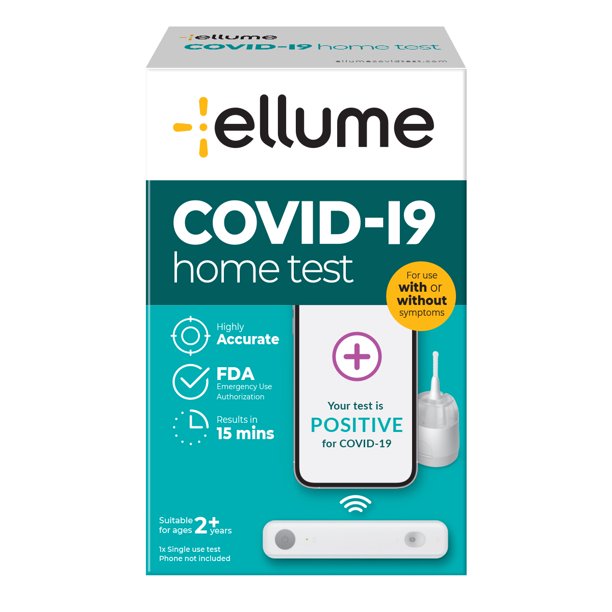 ellume
COVID-19 home test
ellumecovidtest.com
ellume
COVID-19
home test
For use
with or
without
symptoms
Highly
Accurate
FDA
Emergency Use
Authorization
Results in
15 mins
Your test is
POSITIVE
for COVID-19
Suitable
for ages 2+ years
1x Single use test
Phone not included